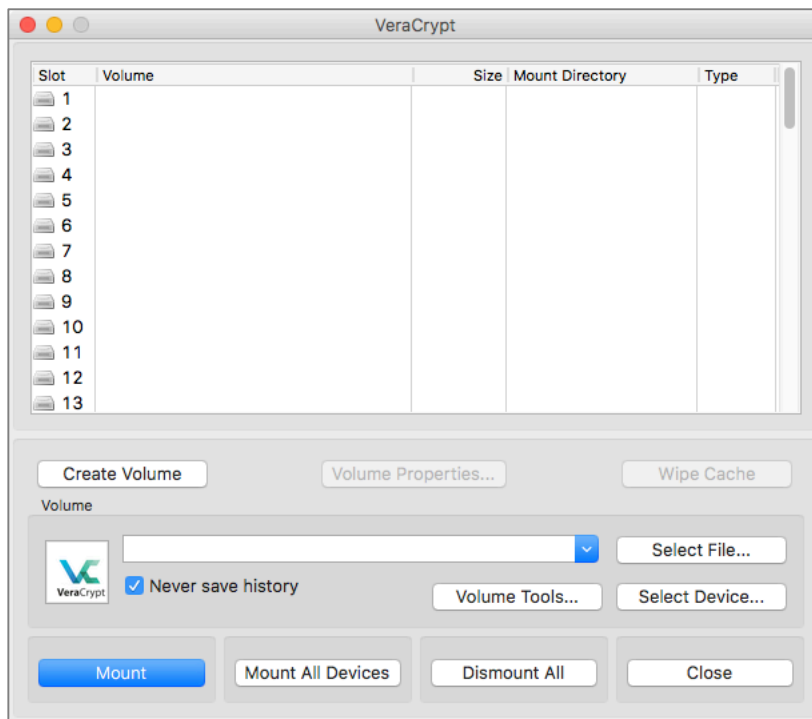 VeraCrypt
Slot Volume Size Mount Directory Type
1
2
3
4
5
6
7
8
9
10
11
12
13
Create Volume Volume Properties... Wipe Cache
Volume
Select File...
VeraCrypt
Never save history
Volume Tools... Select Device...
Mount Mount All Devices Dismount All Close